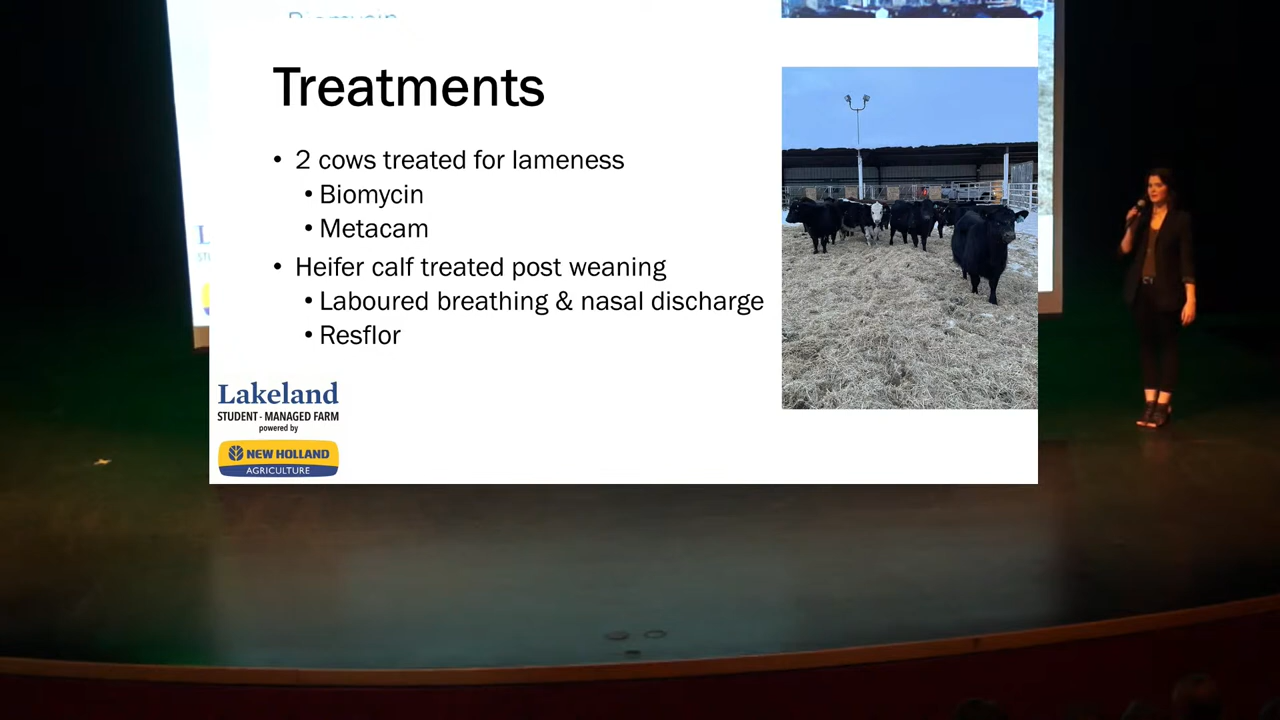 Biomycin
Treatments
• 2 cows treated for lameness
• Biomycin
• Metacam
• Heifer calf treated post weaning
• Laboured breathing & nasal discharge
• Resflor
Lakeland
STUDENT - MANAGED FARM
powered by
NEW HOLLAND
AGRICULTURE